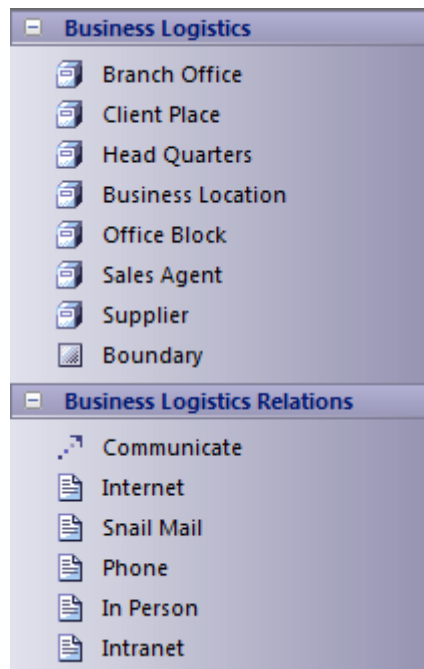 Business Logistics
Branch Office
Client Place
Head Quarters
Business Location
Office Block
Sales Agent
Supplier
Boundary
Business Logistics Relations
Communicate
Internet
Snail Mail
Phone
In Person
Intranet